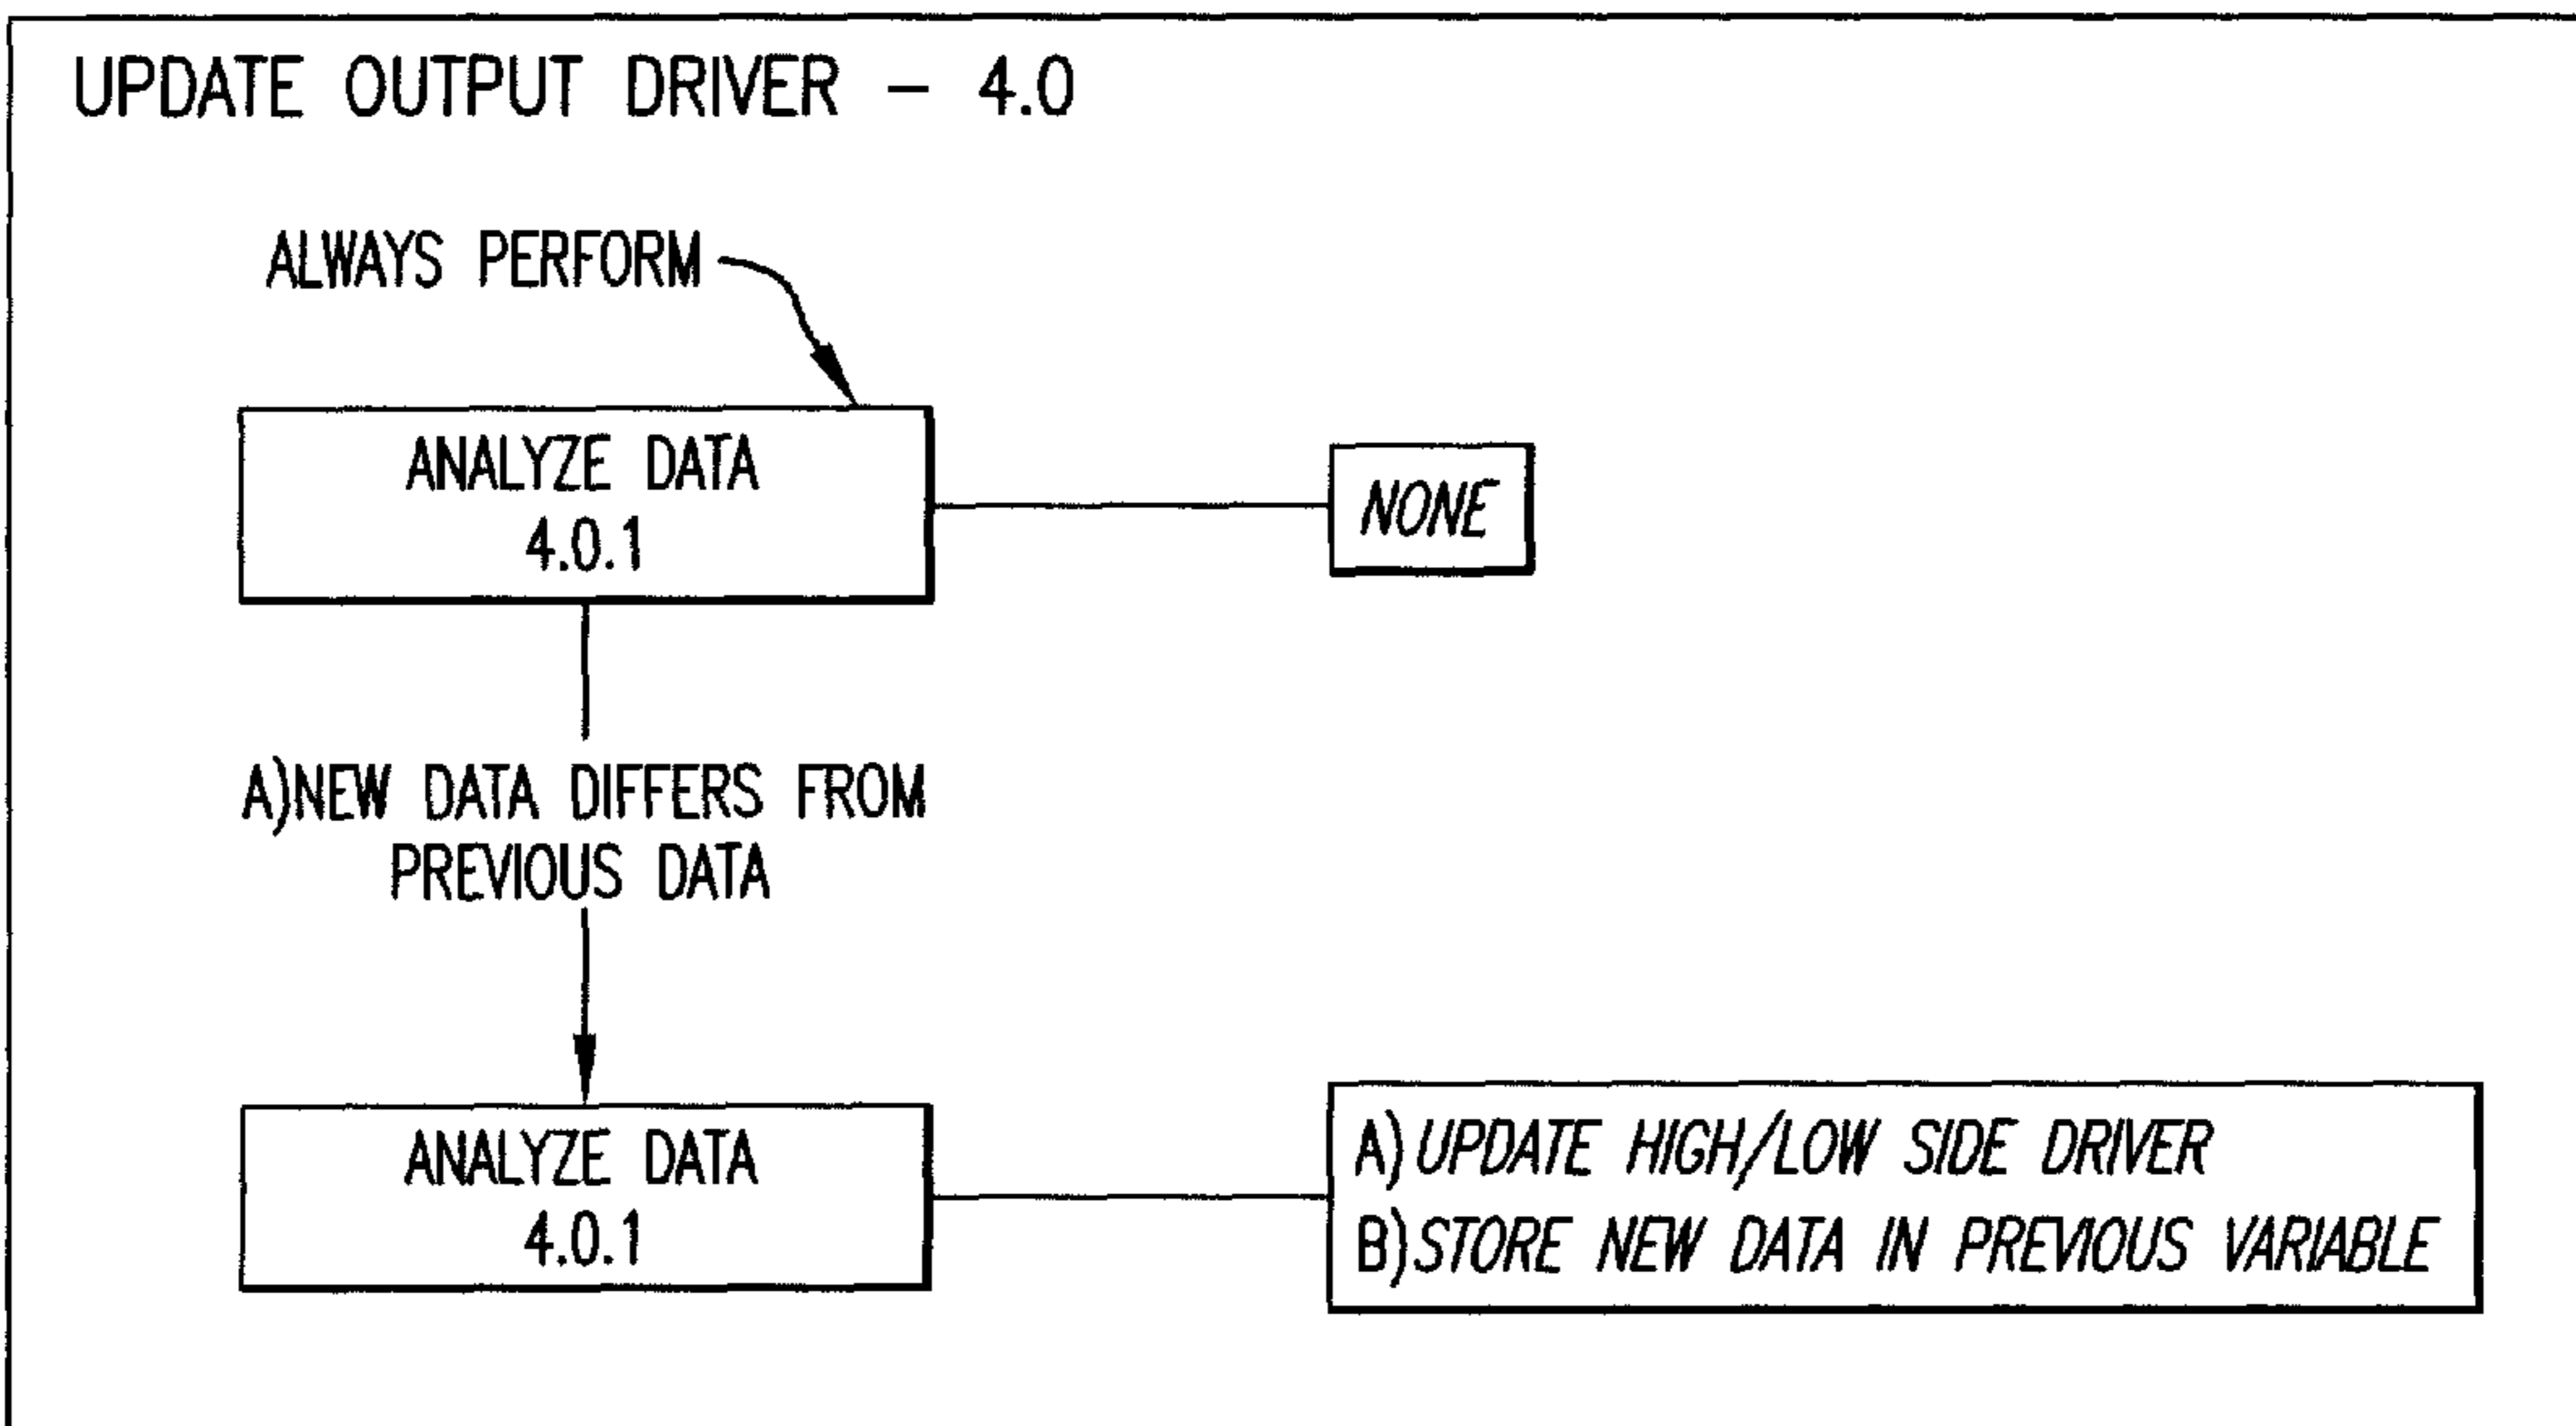 UPDATE OUTPUT DRIVER – 4.0
ALWAYS PERFORM
ANALYZE DATA
4.0.1
NONE
A)NEW DATA DIFFERS FROM
PREVIOUS DATA
ANALYZE DATA
4.0.1
A)UPDATE HIGH/LOW SIDE DRIVER
B)STORE NEW DATA IN PREVIOUS VARIABLE